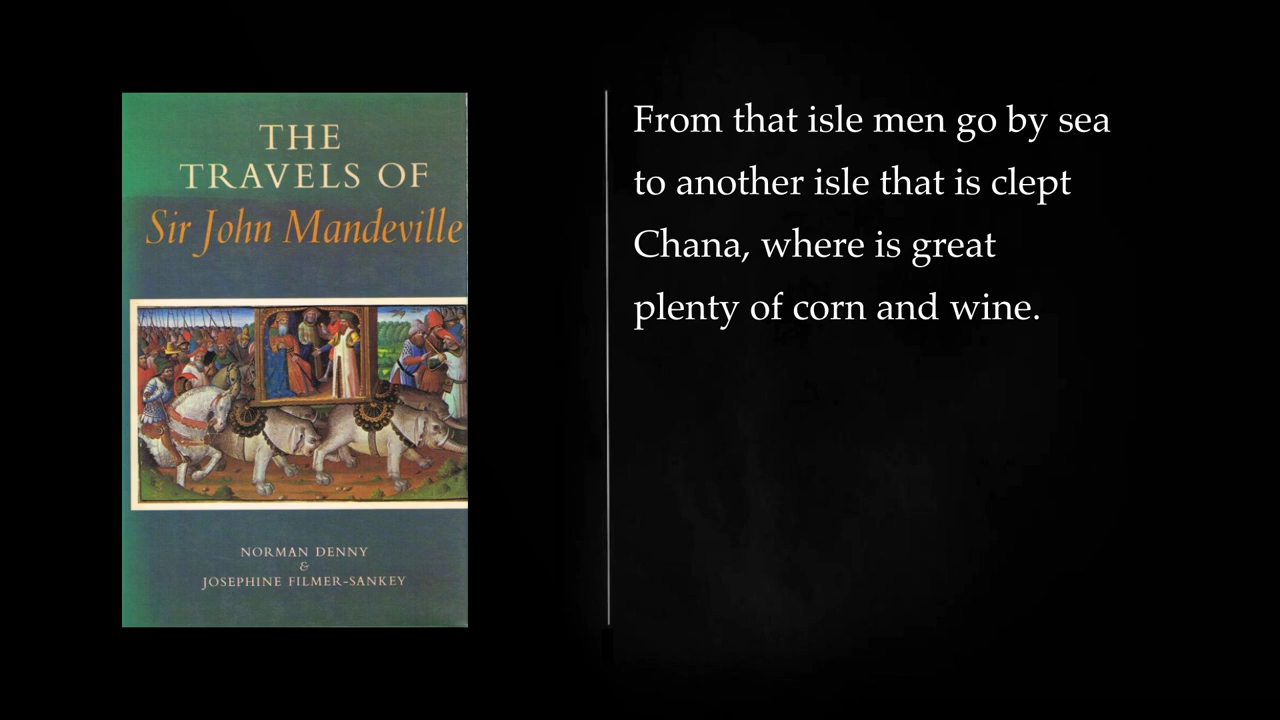 THE
TRAVELS OF
Sir John Mandeville
NORMAN DENNY
&
JOSEPHINE FILMER-SANKEY
From that isle men go by sea
to another isle that is clept
Chana, where is great
plenty of corn and wine.